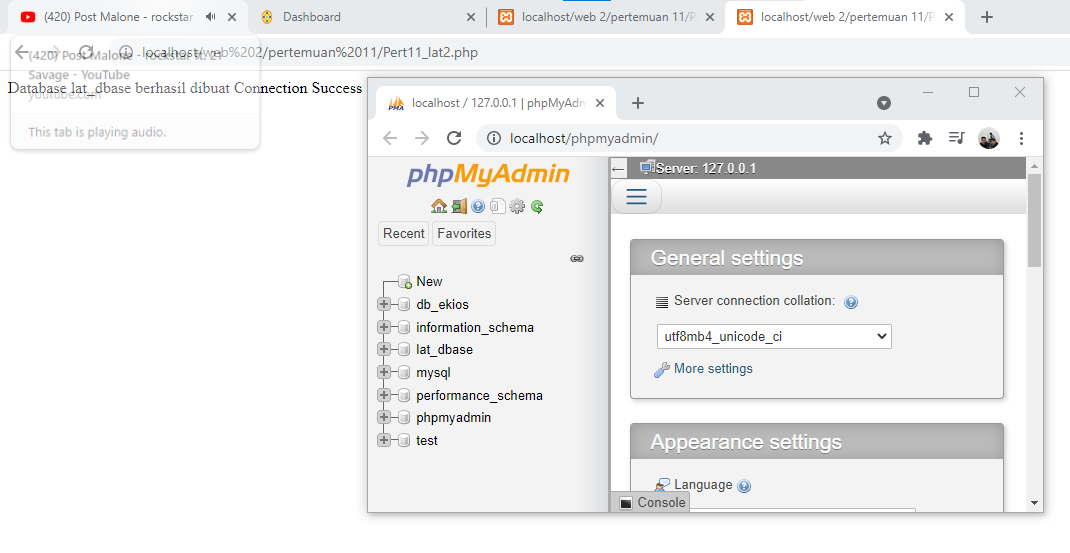 (420) Post Malone - rockstar
Dashboard
localhost/web 2/pertemuan 11/P
localhost/web 2/pertemuan 11/P
localhost/web%202/pertemuan%2011/Pert11_lat2.php
(420) Post Malone - rockstar ft. 21
Savage - YouTube
youtube.com
This tab is playing audio.
Database lat_dbase berhasil dibuat Connection Success
PMA
localhost / 127.0.0.1 | phpMyAdm
localhost/phpmyadmin/
phpMyAdmin
Recent
Favorites
New
db_ekios
information_schema
lat_dbase
mysql
performance_schema
phpmyadmin
test
Server: 127.0.0.1
General settings
Server connection collation:
utf8mb4_unicode_ci
More settings
Appearance settings
Language
Console